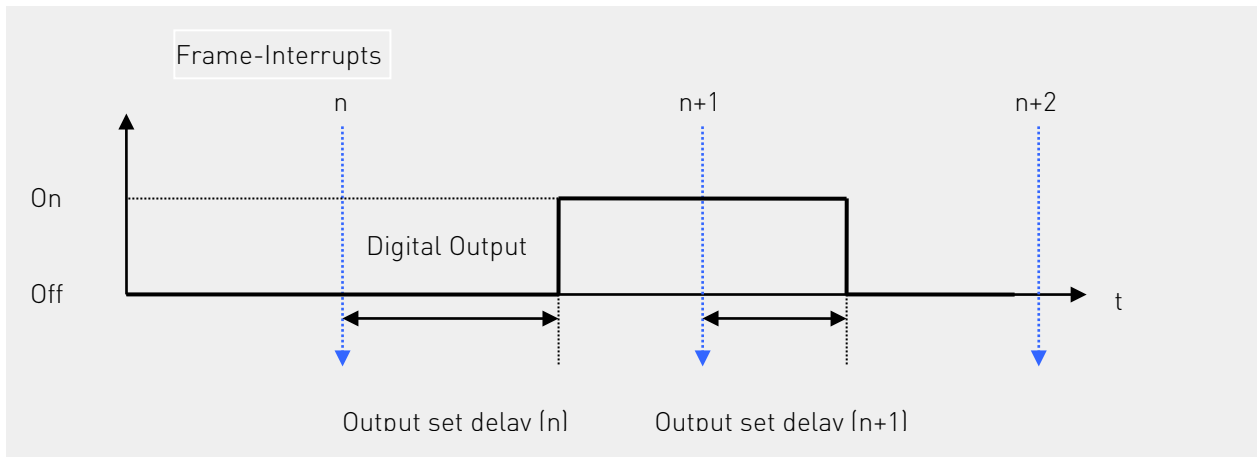 Frame-Interrupts
n n+1 n+2
On
Digital Output
Off
t
Output set delay (n) Output set delay (n+1)